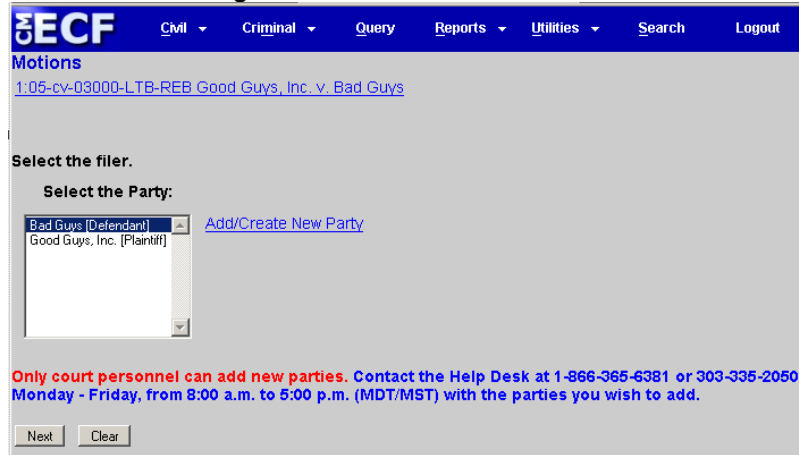 CM ECF Civil Criminal Query Reports Utilities Search Logout
Motions
1:05-cv-03000-LTB-REB Good Guys, Inc. v. Bad Guys
Select the filer.
Select the Party:
Bad Guys [Defendant] Add/Create New Party
Good Guys, Inc. [Plaintiff]
Only court personnel can add new parties. Contact the Help Desk at 1-866-365-6381 or 303-335-2050
Monday - Friday, from 8:00 a.m. to 5:00 p.m. (MDT/MST) with the parties you wish to add.
Next Clear